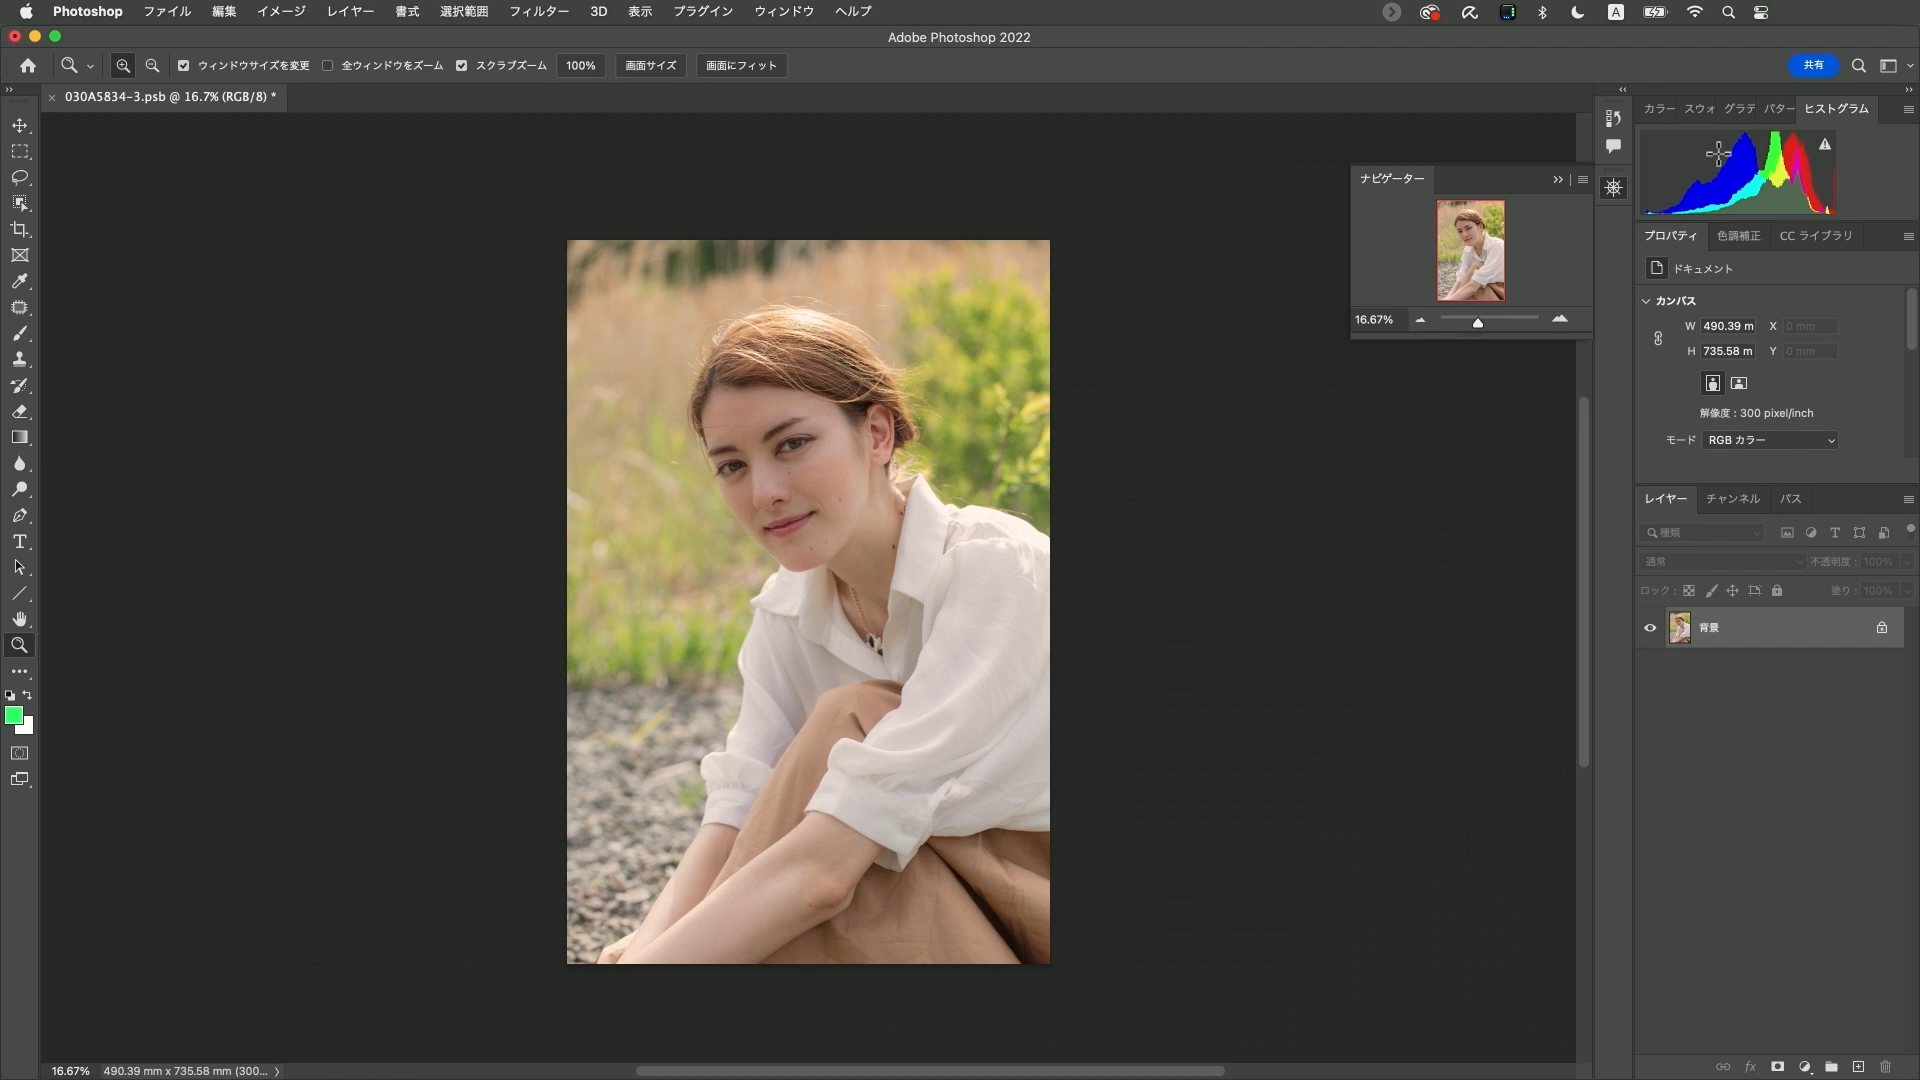 Photoshop ファイル 編集 イメージ レイヤー 書式 選択範囲 フィルター 3D 表示 プラグイン ウィンドウ ヘルプ A
Adobe Photoshop 2022
ウィンドウサイズを変更 全ウィンドウをズーム スクラブズーム 100% 画面サイズ 画面にフィット 共有
030A5834-3.psb @ 16.7% (RGB/8) *
カラー スウォ グラデ パター ヒストグラム
ナビゲーター
16.67%
プロパティ 色調補正 CC ライブラリ
ドキュメント
カンバス
W 490.39 m X 0 mm
H 735.58 m Y 0 mm
解像度 : 300 pixel/inch
モード RGB カラー
レイヤー チャンネル パス
種類
通常 不透明度 : 100%
ロック : 塗り : 100%
背景
fx
16.67% 490.39 mm x 735.58 mm (300...